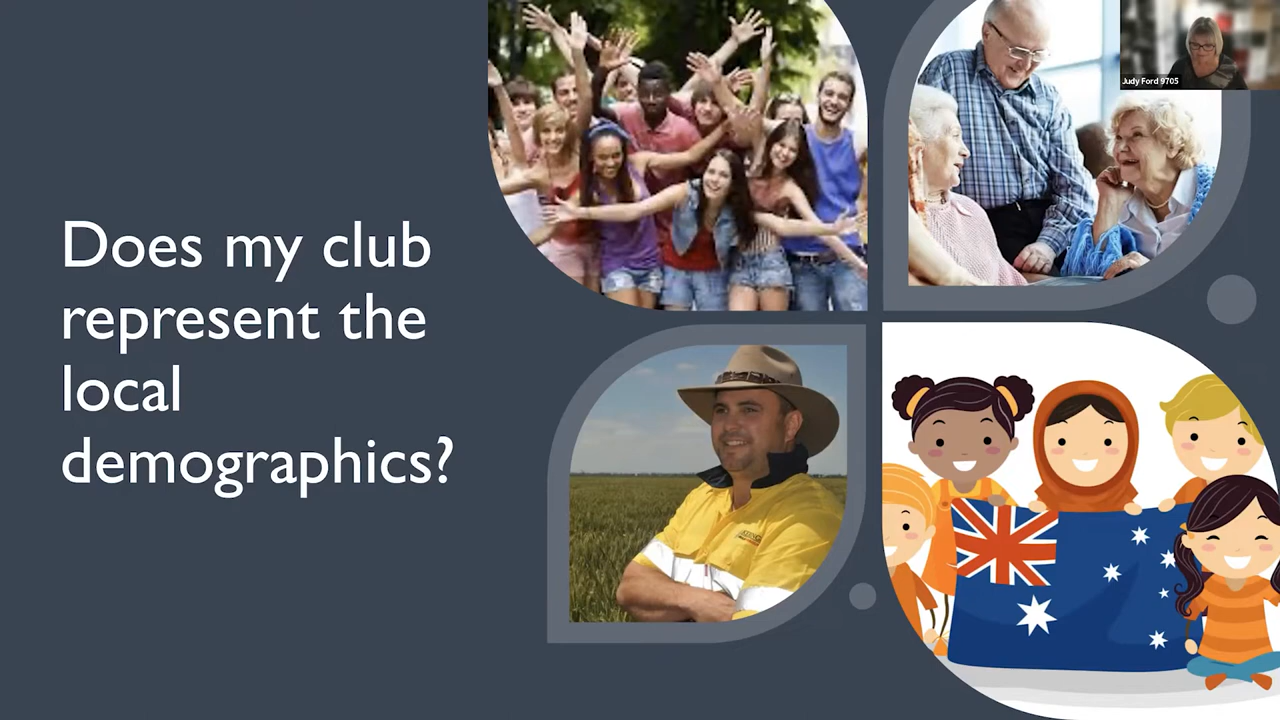 Does my club
represent the
local
demographics?
Judy Ford 9705